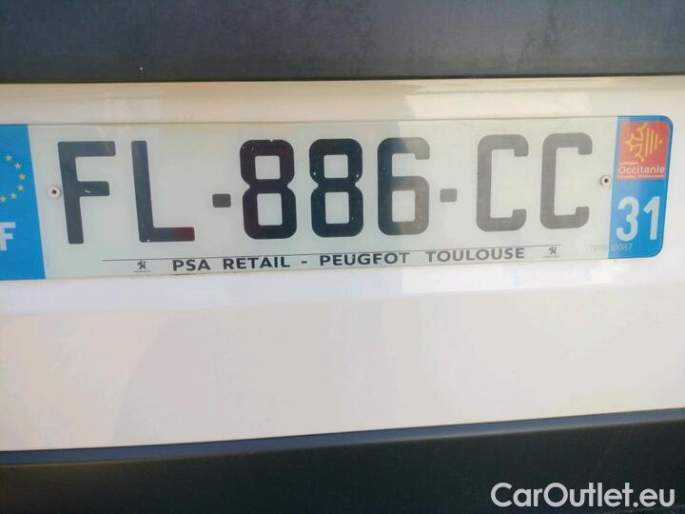 F
FL-886-CC
Occitanie
31
PSA RETAIL - PEUGEOT TOULOUSE
CarOutlet.eu